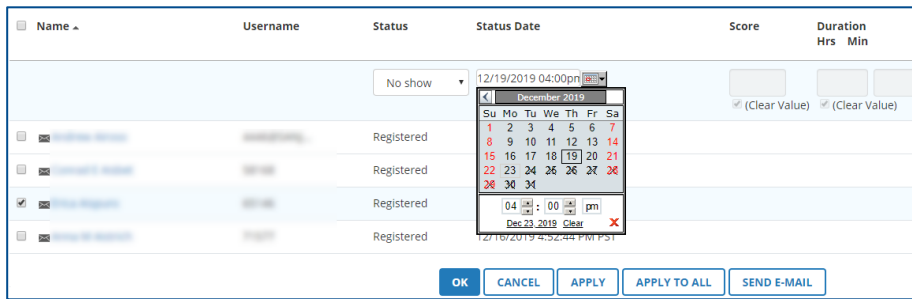 Name Username Status Status Date Score Duration
Hrs Min
No show 12/19/2019 04:00pm
(Clear Value) (Clear Value)
December 2019
Su Mo Tu We Th Fr Sa
1 2 3 4 5 6 7
8 9 10 11 12 13 14
15 16 17 18 19 20 21
22 23 24 25 26 27 28
29 30 31
04 : 00 pm
Dec 23, 2019 Clear X
Registered
Registered
Registered
Registered 12/16/2019 4:52:44 PM PST
OK CANCEL APPLY APPLY TO ALL SEND E-MAIL